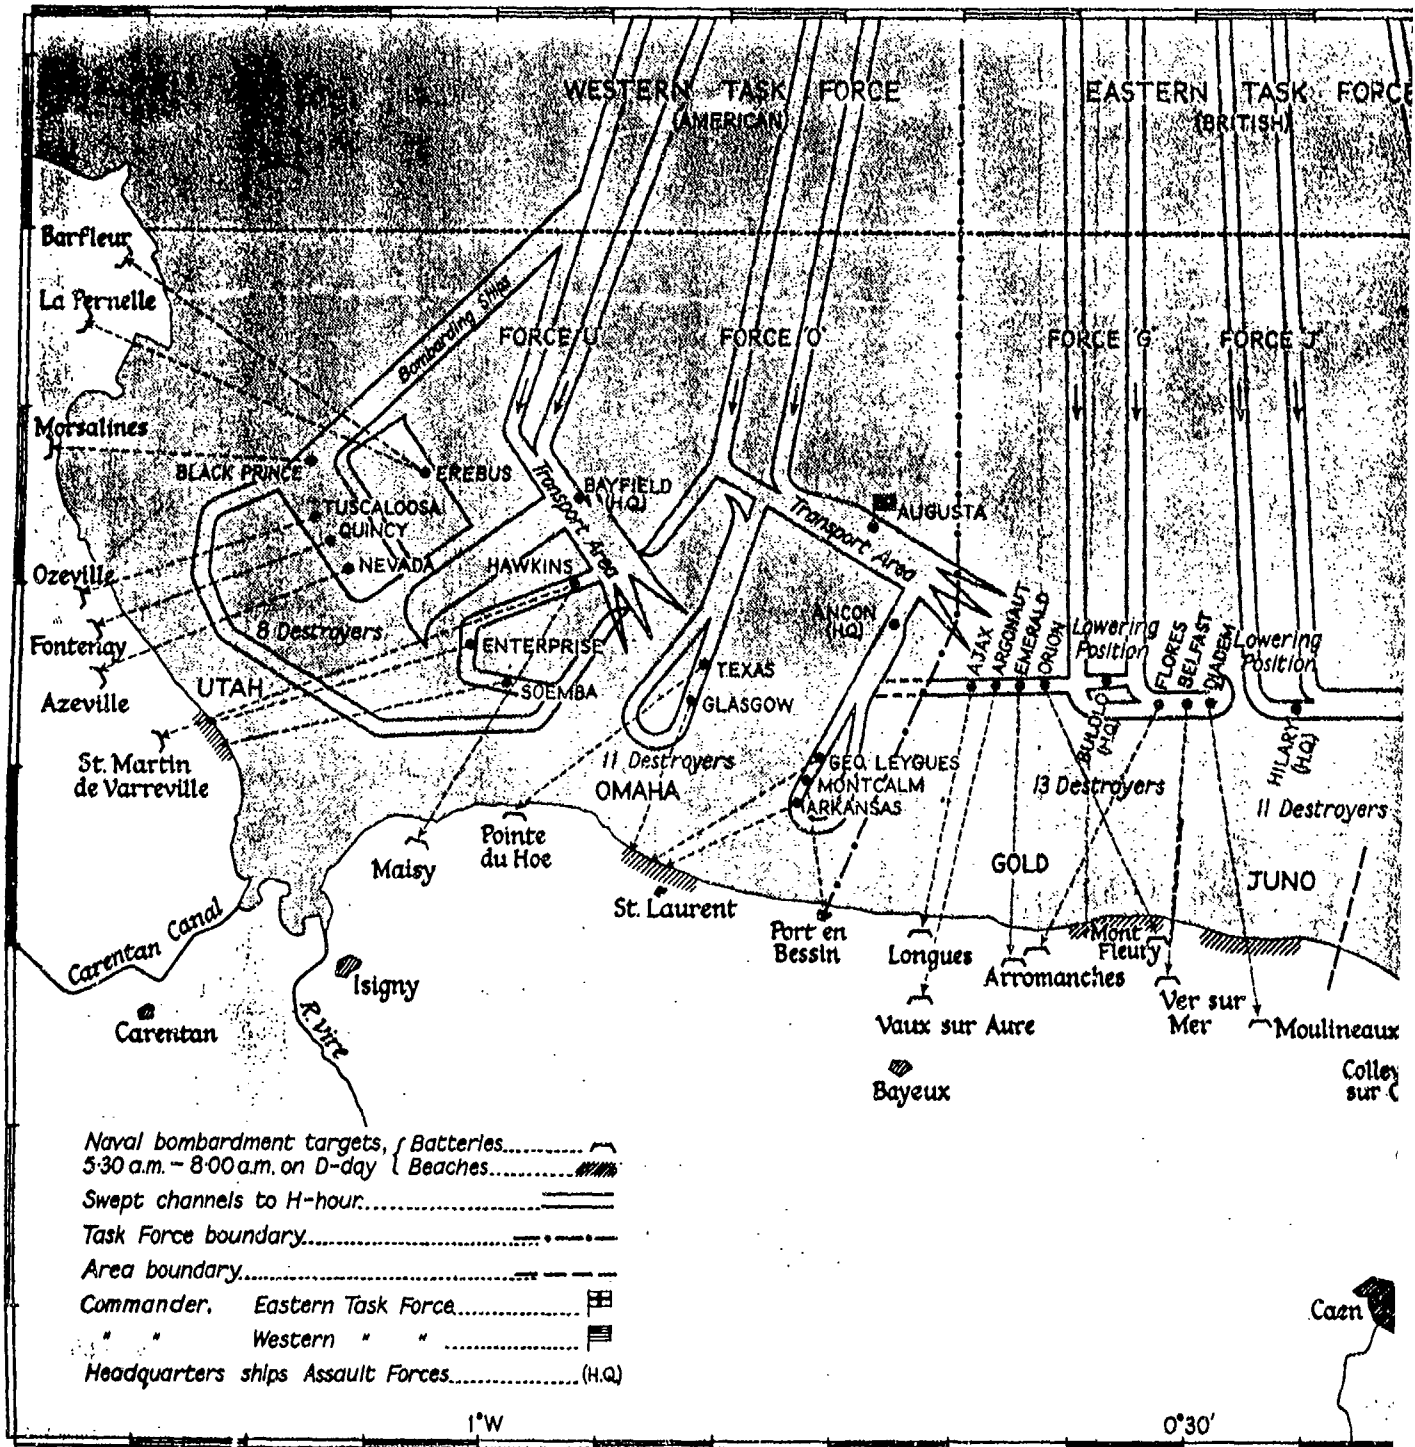 WESTERN TASK FORCE
(AMERICAN)
EASTERN TASK FORCE
(BRITISH)
Barfleur
La Pernelle
Bombarding Ships
FORCE 'U'
FORCE 'O'
FORCE 'G'
FORCE 'J'
Morsalines
BLACK PRINCE
EREBUS
TUSCALOOSA
QUINCY
NEVADA
Transport Area
BAYFIELD
(H.Q)
HAWKINS
Transport Area
AUGUSTA
ANCON
(H.Q.)
Ozeville
Fontenay
Azeville
8 Destroyers
ENTERPRISE
SOEMBA
UTAH
TEXAS
GLASGOW
AJAX
ARGONAUT
EMERALD
ORION
Lowering
Position
BULOLO
(H.Q)
FLORES
BELFAST
DIADEM
Lowering
Position
HILARY
(H.Q.)
St. Martin
de Varreville
11 Destroyers
OMAHA
GEO. LEYGUES
MONTCALM
ARKANSAS
13 Destroyers
11 Destroyers
Maisy
Pointe
du Hoe
GOLD
JUNO
St. Laurent
Port en
Bessin
Longues
Arromanches
Mont
Fleury
Vaux sur Aure
Ver sur
Mer
Moulineaux
Carentan Canal
Isigny
Carentan
R. Vire
Bayeux
Colley
sur O
Naval bombardment targets, { Batteries
5·30 a.m. – 8·00 a.m. on D-day { Beaches
Swept channels to H-hour
Task Force boundary
Area boundary
Commander, Eastern Task Force
" " Western " "
Headquarters ships Assault Forces (H.Q)
Caen
1°W
0°30'